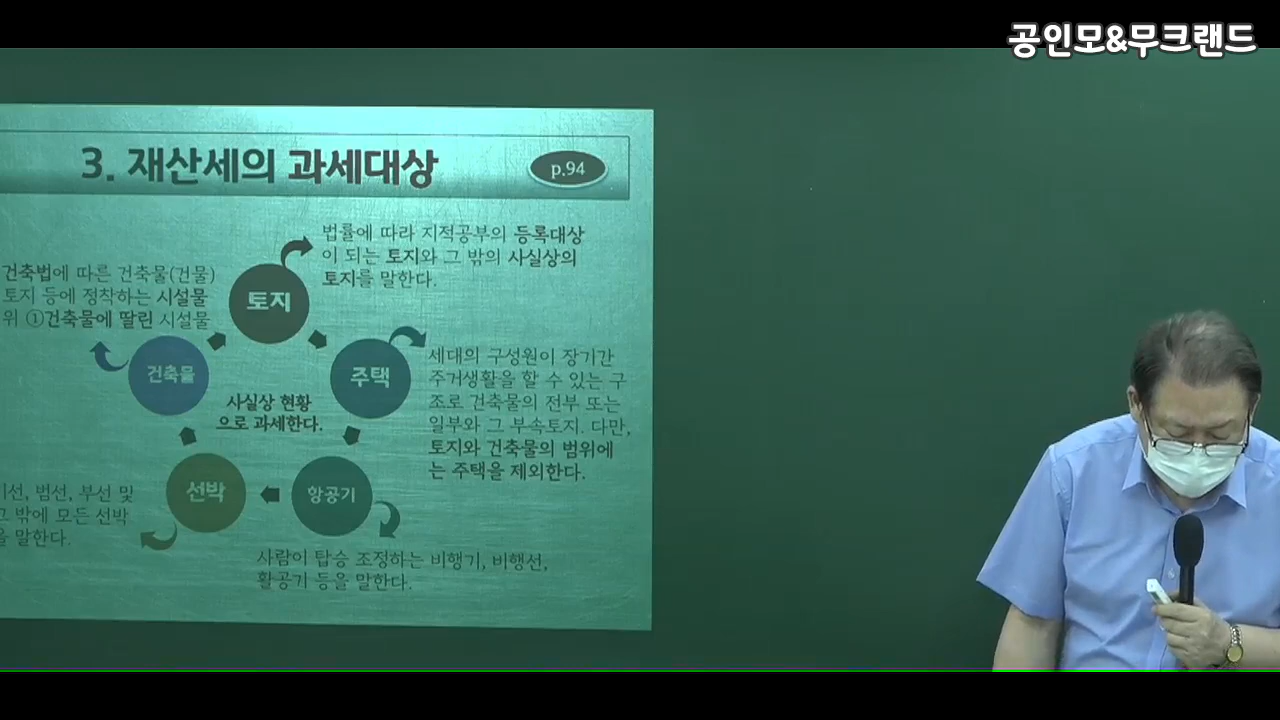 공인모&무크랜드
3. 재산세의 과세대상
p.94
법률에 따라 지적공부의 등록대상
이 되는 토지와 그 밖의 사실상의
토지를 말한다.
건축법에 따른 건축물(건물)
토지 등에 정착하는 시설물
위 ①건축물에 딸린 시설물
토지
건축물
주택
세대의 구성원이 장기간
주거생활을 할 수 있는 구
조로 건축물의 전부 또는
일부와 그 부속토지. 다만,
토지와 건축물의 범위에
는 주택을 제외한다.
사실상 현황
으로 과세한다.
선박
항공기
기선, 범선, 부선 및
그 밖에 모든 선박
을 말한다.
사람이 탑승 조정하는 비행기, 비행선,
활공기 등을 말한다.